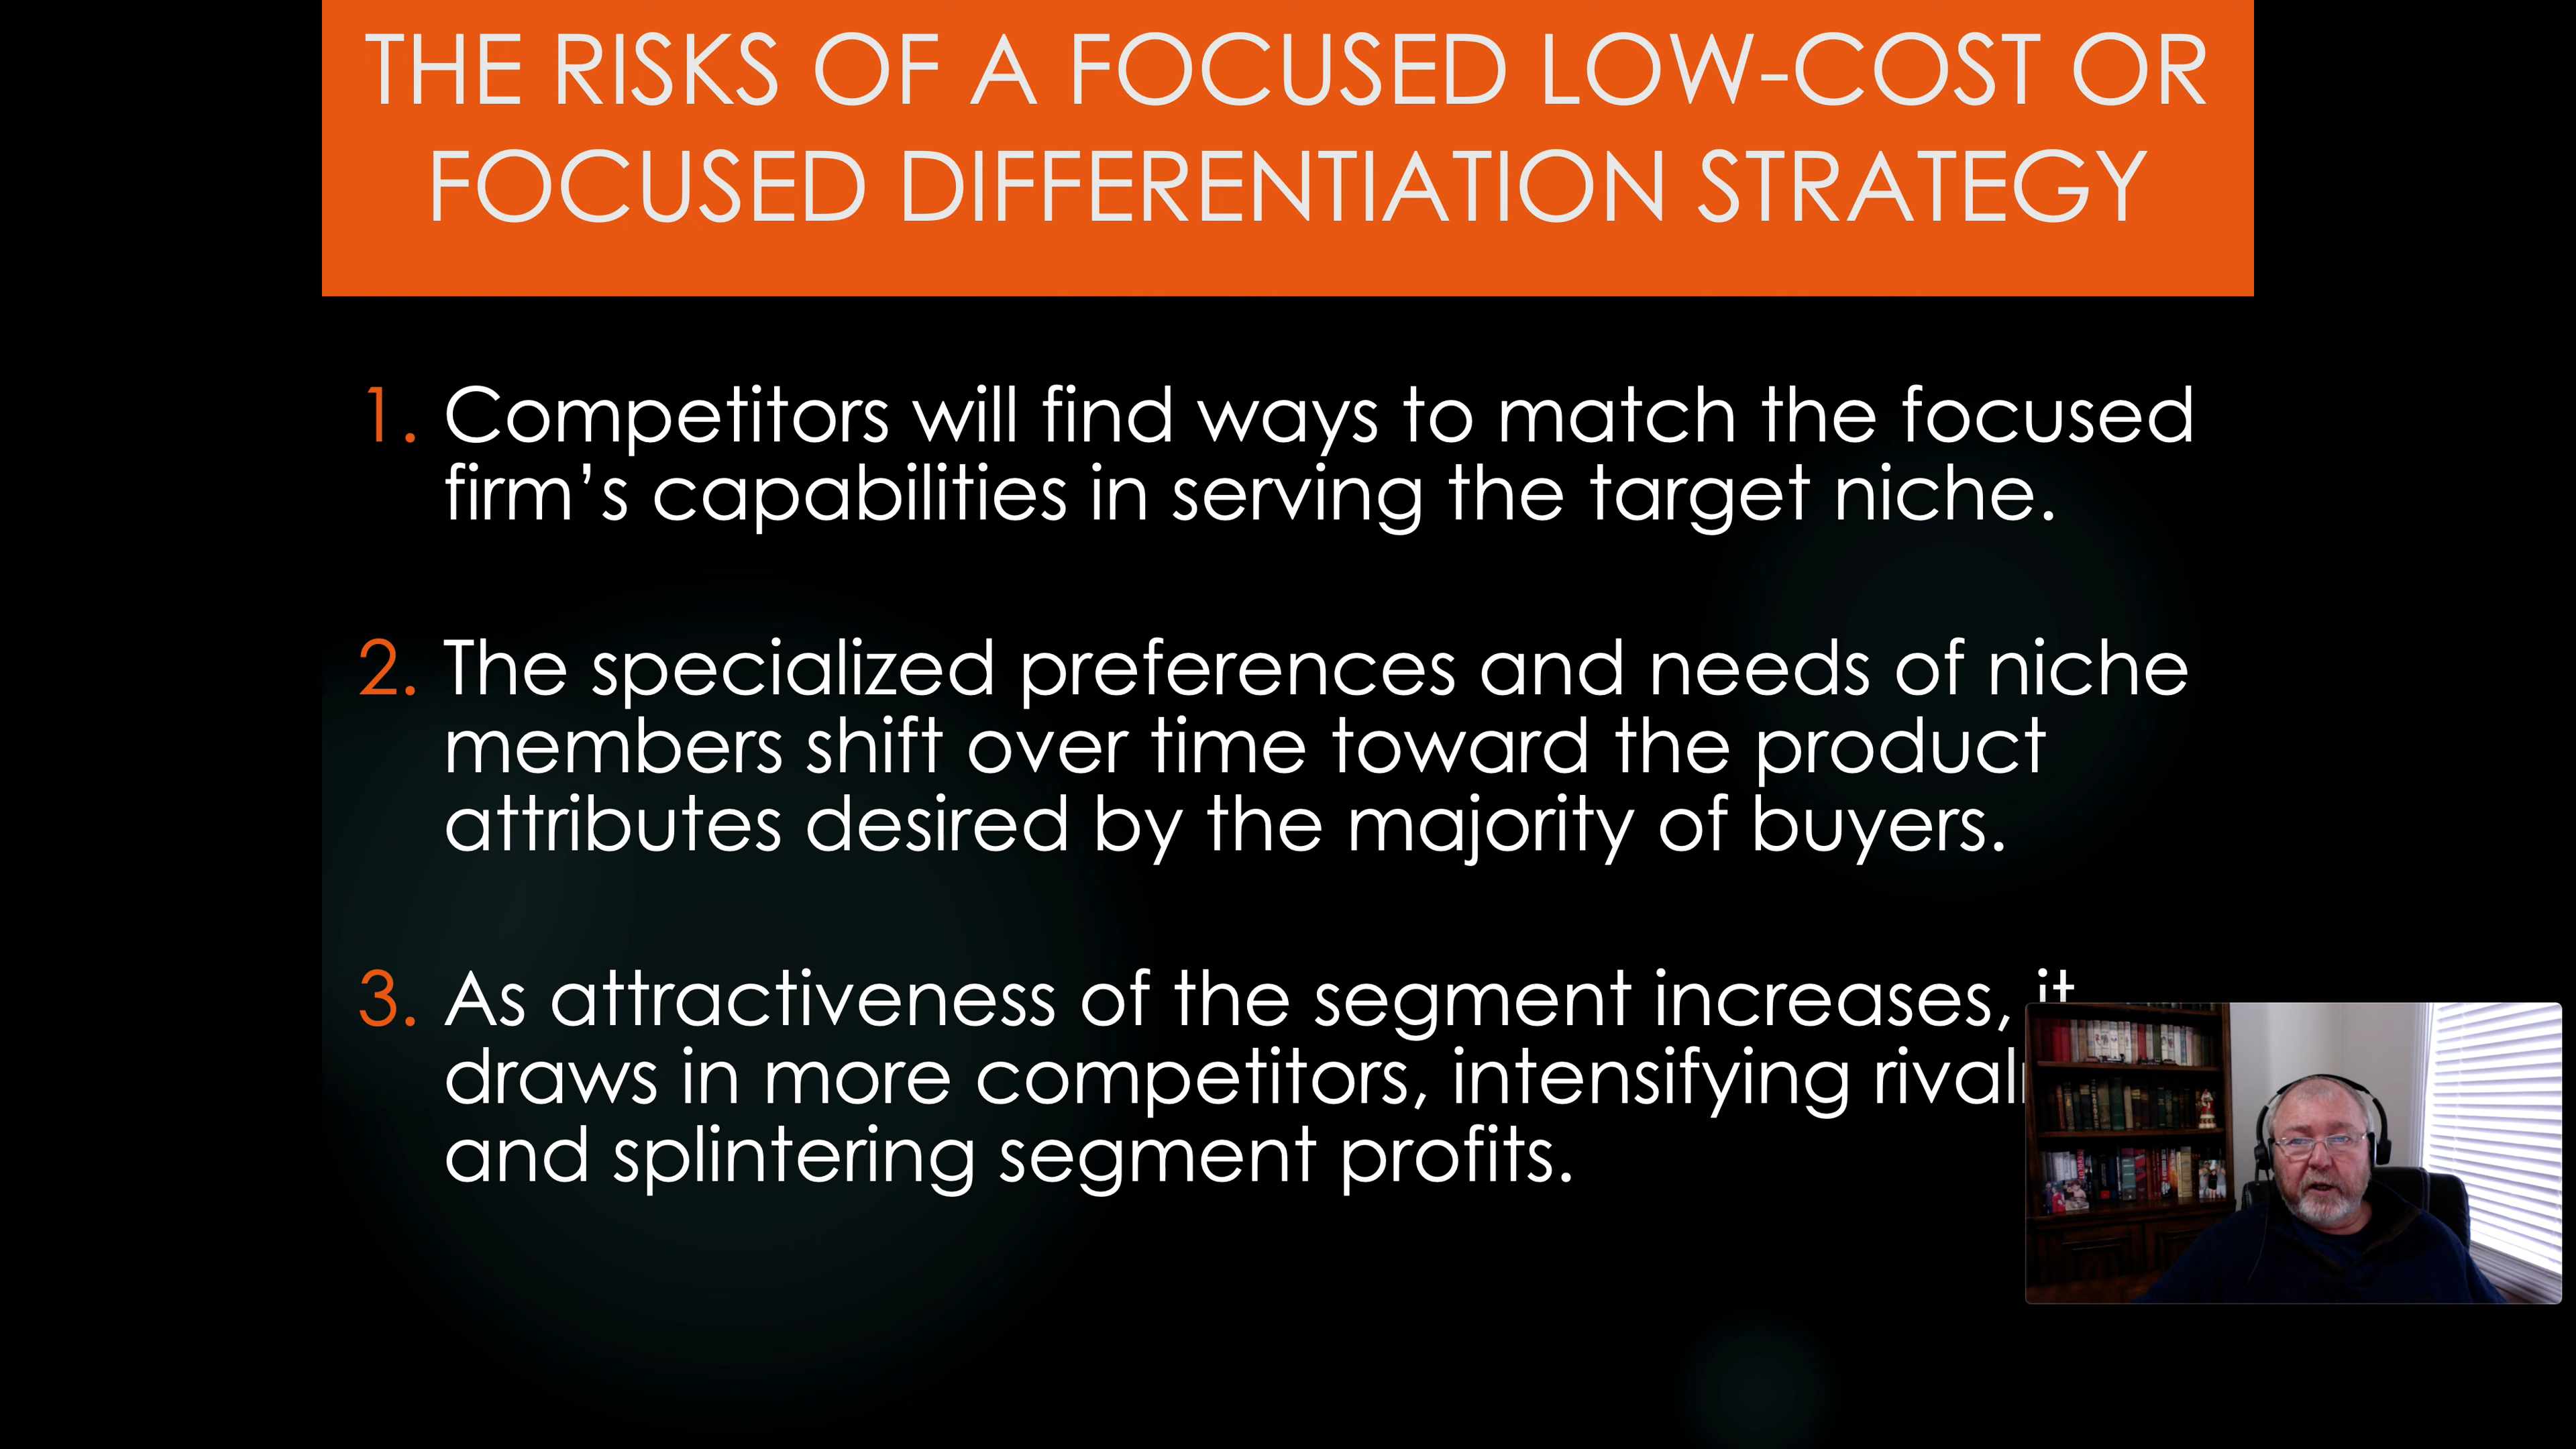 THE RISKS OF A FOCUSED LOW-COST OR
FOCUSED DIFFERENTIATION STRATEGY
1. Competitors will find ways to match the focused
firm’s capabilities in serving the target niche.
2. The specialized preferences and needs of niche
members shift over time toward the product
attributes desired by the majority of buyers.
3. As attractiveness of the segment increases, it
draws in more competitors, intensifying
and splintering segment profits.